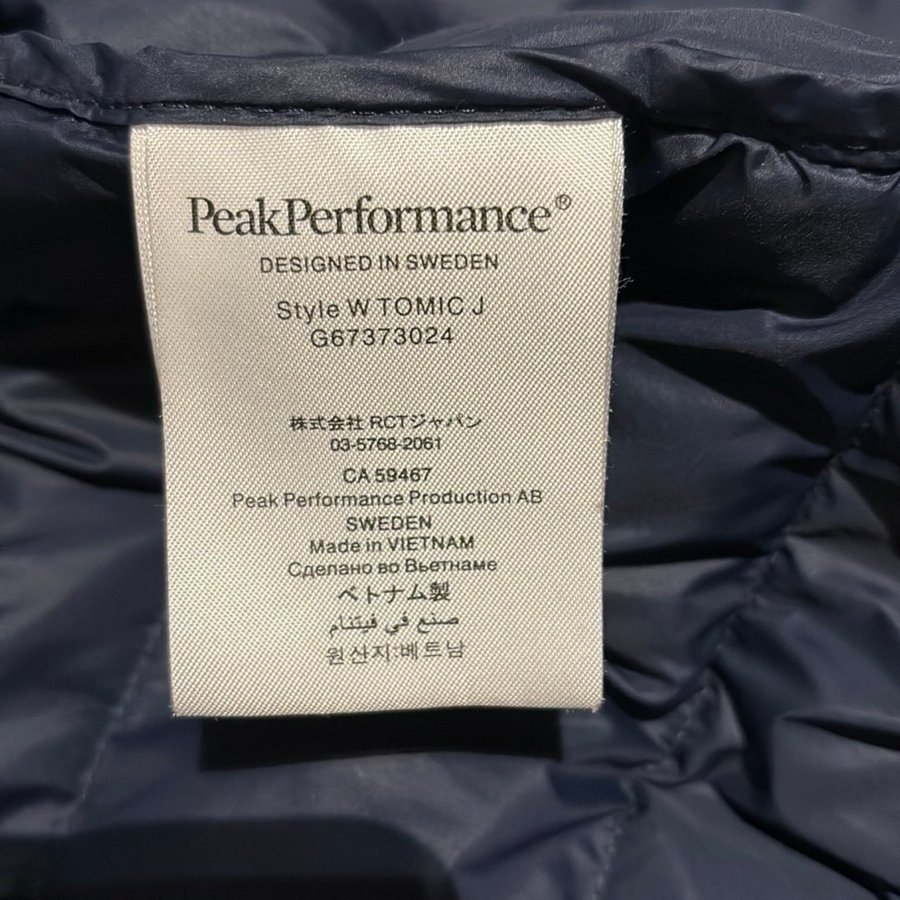 PeakPerformance®
DESIGNED IN SWEDEN
Style W TOMIC J
G67373024
株式会社 RCTジャパン
03-5768-2061
CA 59467
Peak Performance Production AB
SWEDEN
Made in VIETNAM
Сделано во Вьетнаме
ベトナム製
صنع في فيتنام
원산지:베트남